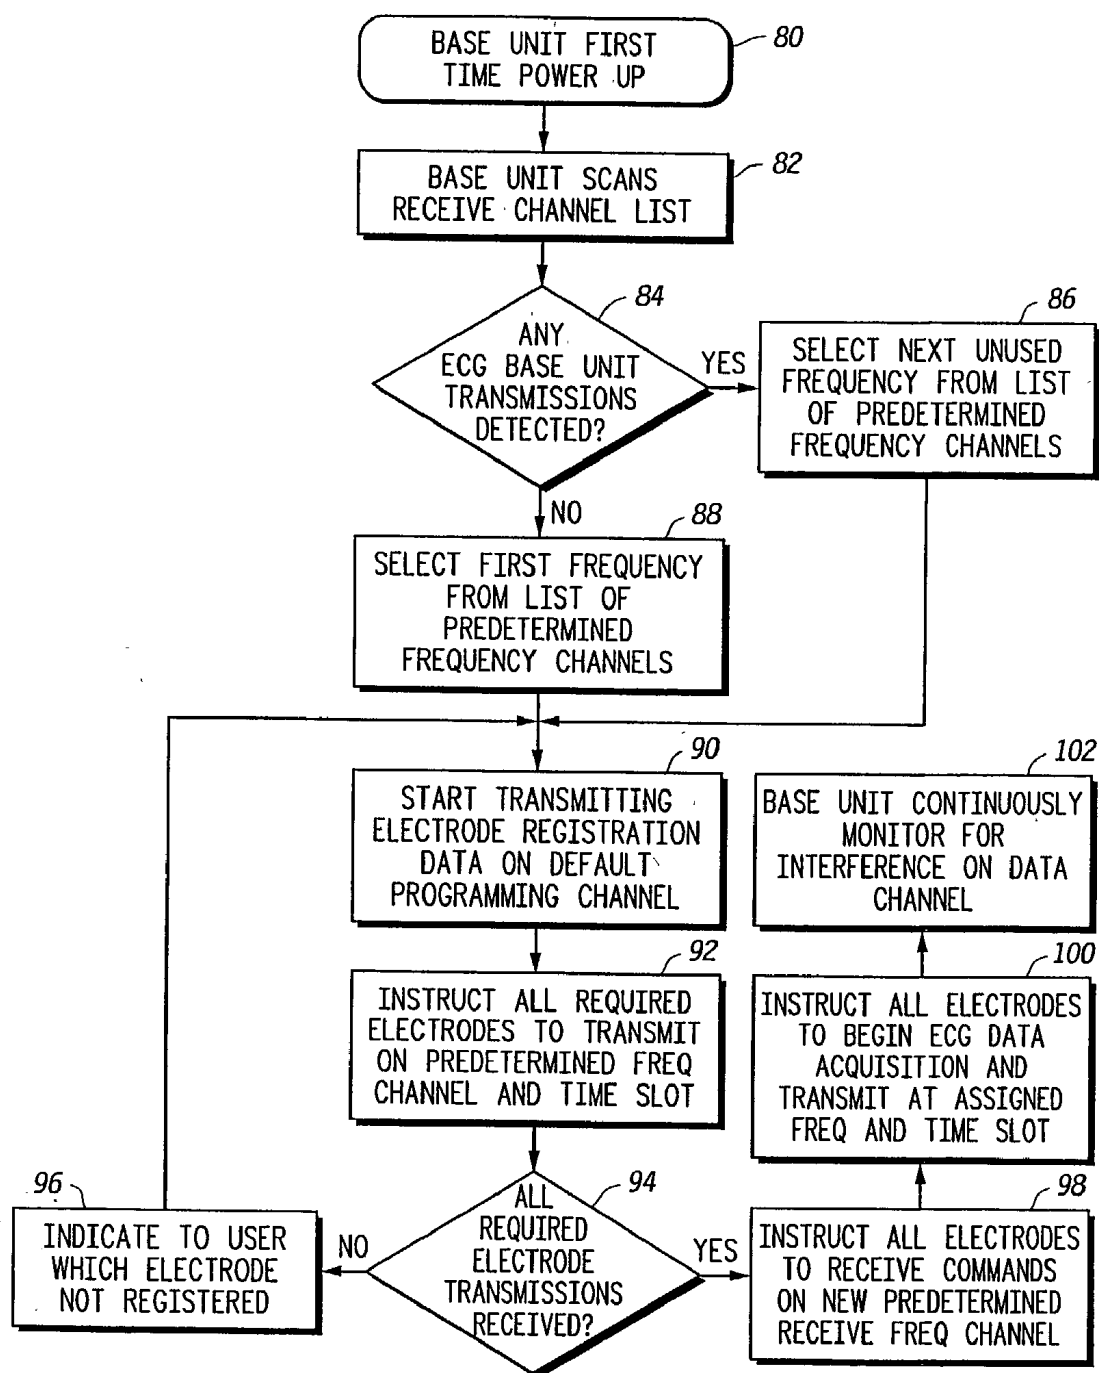 BASE UNIT FIRST
TIME POWER UP
80
BASE UNIT SCANS
RECEIVE CHANNEL LIST
82
ANY
ECG BASE UNIT
TRANSMISSIONS
DETECTED?
84
YES
SELECT NEXT UNUSED
FREQUENCY FROM LIST
OF PREDETERMINED
FREQUENCY CHANNELS
86
NO
SELECT FIRST FREQUENCY
FROM LIST OF
PREDETERMINED
FREQUENCY CHANNELS
88
START TRANSMITTING
ELECTRODE REGISTRATION
DATA ON DEFAULT
PROGRAMMING CHANNEL
90
INSTRUCT ALL REQUIRED
ELECTRODES TO TRANSMIT
ON PREDETERMINED FREQ
CHANNEL AND TIME SLOT
92
ALL
REQUIRED
ELECTRODE
TRANSMISSIONS
RECEIVED?
94
NO
INDICATE TO USER
WHICH ELECTRODE
NOT REGISTERED
96
YES
INSTRUCT ALL ELECTRODES
TO RECEIVE COMMANDS
ON NEW PREDETERMINED
RECEIVE FREQ CHANNEL
98
INSTRUCT ALL ELECTRODES
TO BEGIN ECG DATA
ACQUISITION AND
TRANSMIT AT ASSIGNED
FREQ AND TIME SLOT
100
BASE UNIT CONTINUOUSLY
MONITOR FOR
INTERFERENCE ON DATA
CHANNEL
102